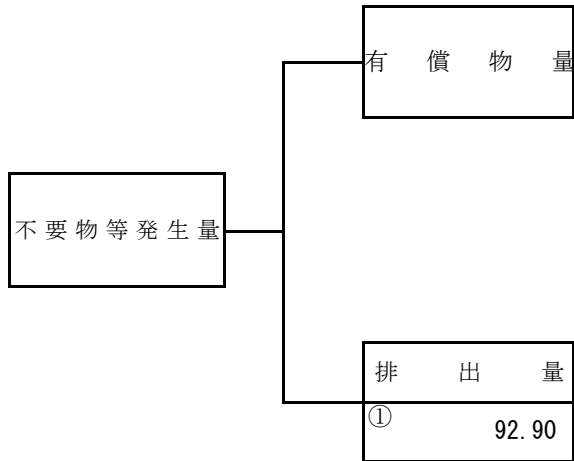 有償物量
不要物等発生量
排出量
①
92.90